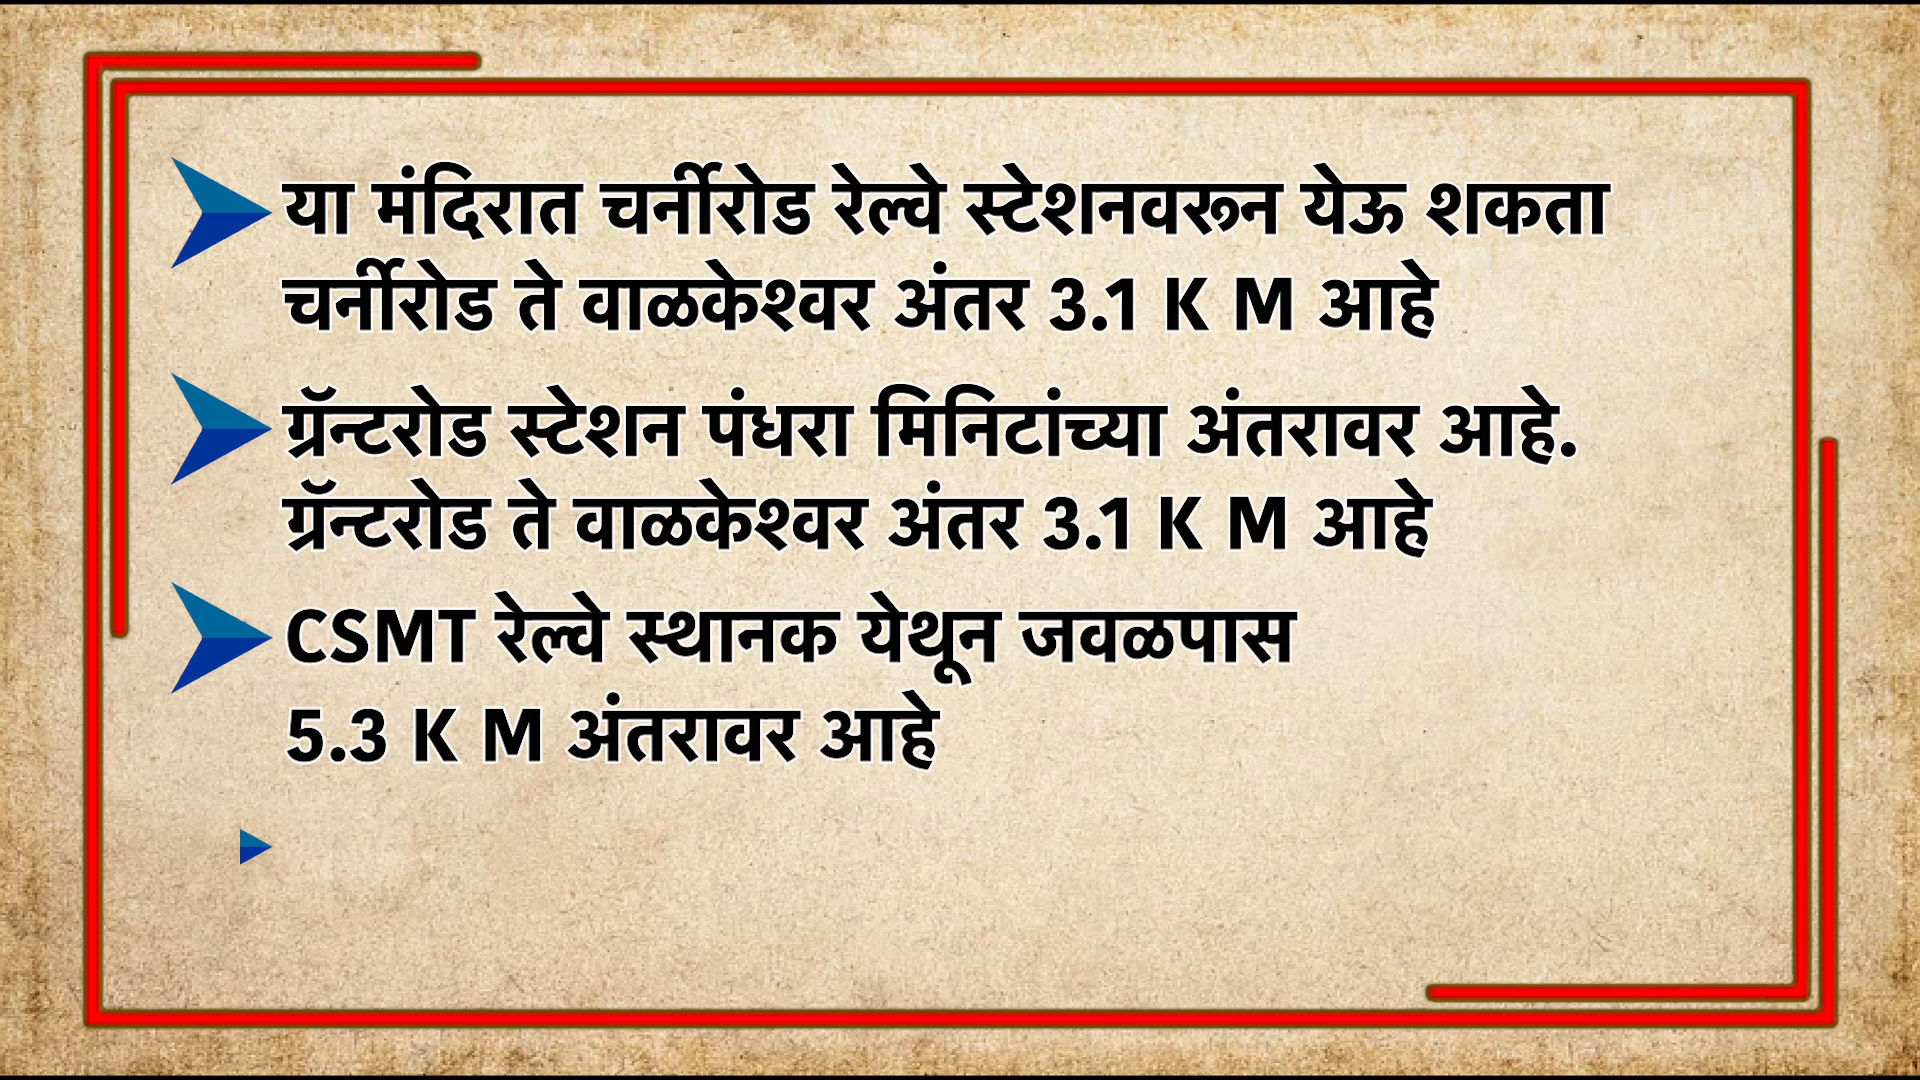 या मंदिरात चर्नीरोड रेल्वे स्टेशनवरून येऊ शकता
चर्नीरोड ते वाळकेश्वर अंतर 3.1 K M आहे
ग्रॅन्टरोड स्टेशन पंधरा मिनिटांच्या अंतरावर आहे.
ग्रॅन्टरोड ते वाळकेश्वर अंतर 3.1 K M आहे
CSMT रेल्वे स्थानक येथून जवळपास
5.3 K M अंतरावर आहे